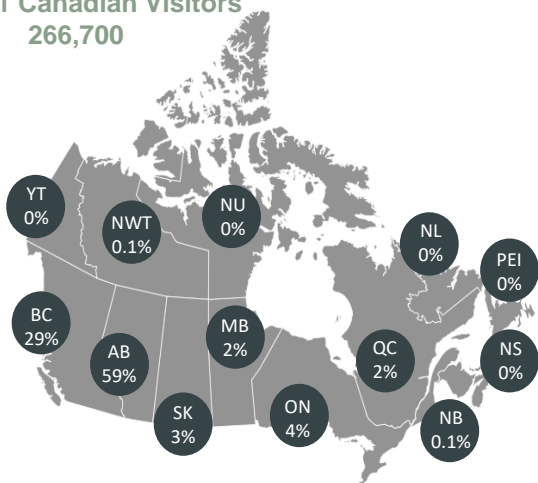 Canadian Visitors
266,700
YT
0%
NWT
0.1%
NU
0%
NL
0%
PEI
0%
BC
29%
AB
59%
MB
2%
QC
2%
NS
0%
SK
3%
ON
4%
NB
0.1%